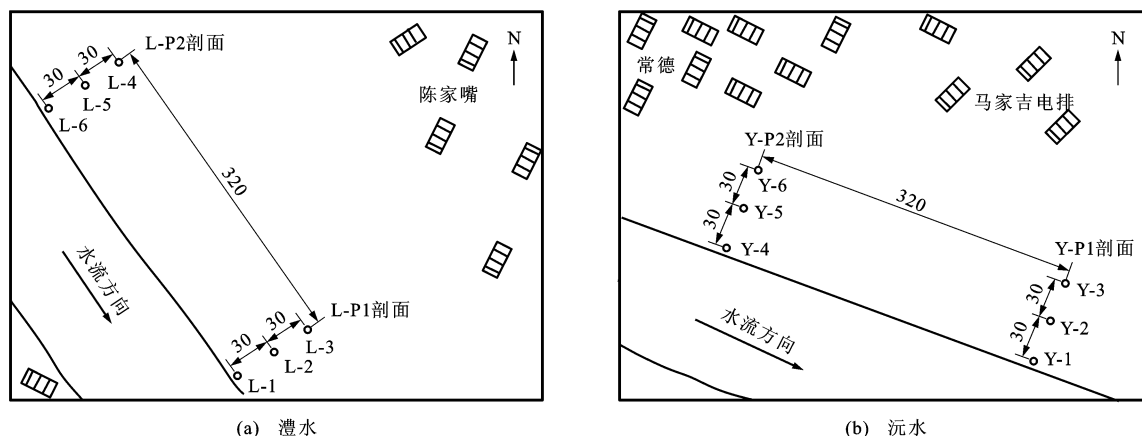 L-P2剖面
30
30
L-4
L-5
L-6
N
陈家嘴
320
水流方向
L-P1剖面
30
30
L-3
L-2
L-1
(a) 澧水
常德
N
马家吉电排
Y-P2剖面
30
30
Y-6
Y-5
Y-4
320
Y-P1剖面
30
30
Y-3
Y-2
Y-1
水流方向
(b) 沅水